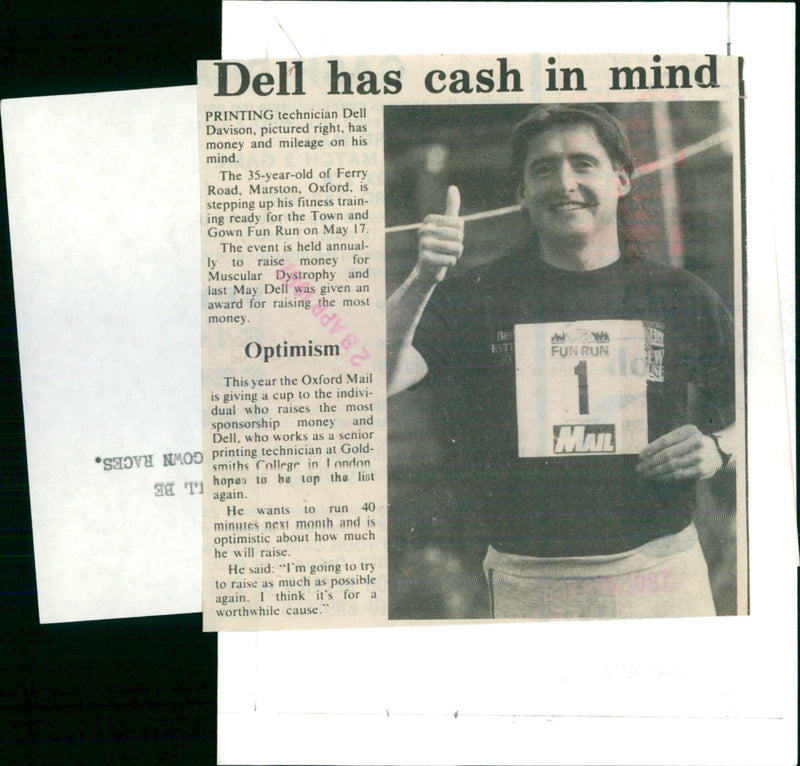 Dell has cash in mind
PRINTING technician Dell
Davison, pictured right, has
money and mileage on his
mind.
The 35-year-old of Ferry
Road, Marston, Oxford, is
stepping up his fitness train-
ing ready for the Town and
Gown Fun Run on May 17.
The event is held annual-
ly to raise money for
Muscular Dystrophy and
last May Dell was given an
award for raising the most
money.
Optimism
This year the Oxford Mail
is giving a cup to the indivi-
dual who raises the most
sponsorship money and
Dell, who works as a senior
printing technician at Gold-
smiths College in London
hopes to be top the list
again.
He wants to run 40
minutes next month and is
optimistic about how much
he will raise.
He said: “I'm going to try
to raise as much as possible
again. I think it's for a
worthwhile cause.”
28 APR
FUN RUN
1
MAIL
GOWN RACES.
BE